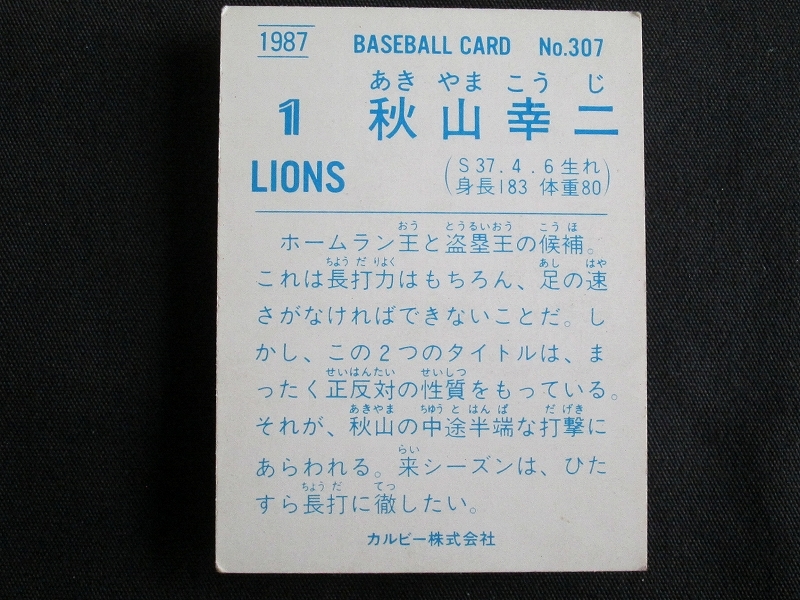 1987 BASEBALL CARD No.307
あき やま こう じ
1 秋山幸二
LIONS (S37.4.6生れ
身長183 体重80)
おう とうるいおう こうほ
ホームラン王と盗塁王の候補。
ちょうだりょく あし はや
これは長打力はもちろん、足の速
さがなければできないことだ。し
かし、この2つのタイトルは、ま
せいはんたい せいしつ
ったく正反対の性質をもっている。
あきやま ちゅうとはんぱ だげき
それが、秋山の中途半端な打撃に
らい
あらわれる。来シーズンは、ひた
ちょうだ てつ
すら長打に徹したい。
カルビー株式会社